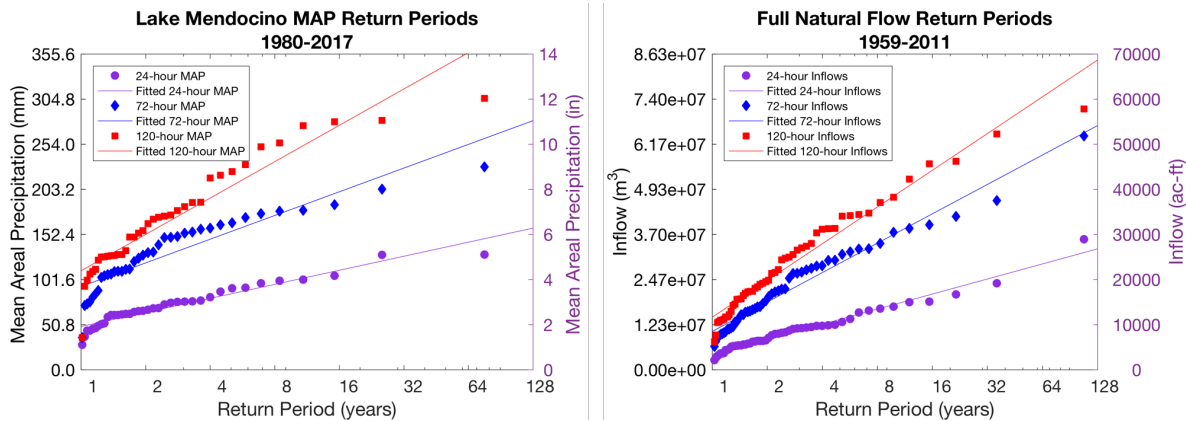 Lake Mendocino MAP Return Periods
1980-2017
Mean Areal Precipitation (mm)
355.6
304.8
254.0
203.2
152.4
101.6
50.8
0.0
24-hour MAP
Fitted 24-hour MAP
72-hour MAP
Fitted 72-hour MAP
120-hour MAP
Fitted 120-hour MAP
14
12
10
8
6
4
2
0
Mean Areal Precipitation (in)
1 2 4 8 16 32 64 128
Return Period (years)
Full Natural Flow Return Periods
1959-2011
Inflow (m³)
8.63e+07
7.40e+07
6.17e+07
4.93e+07
3.70e+07
2.47e+07
1.23e+07
0.00e+00
24-hour Inflows
Fitted 24-hour Inflows
72-hour Inflows
Fitted 72-hour Inflows
120-hour Inflows
Fitted 120-hour Inflows
70000
60000
50000
40000
30000
20000
10000
0
Inflow (ac-ft)
1 2 4 8 16 32 64 128
Return Period (years)